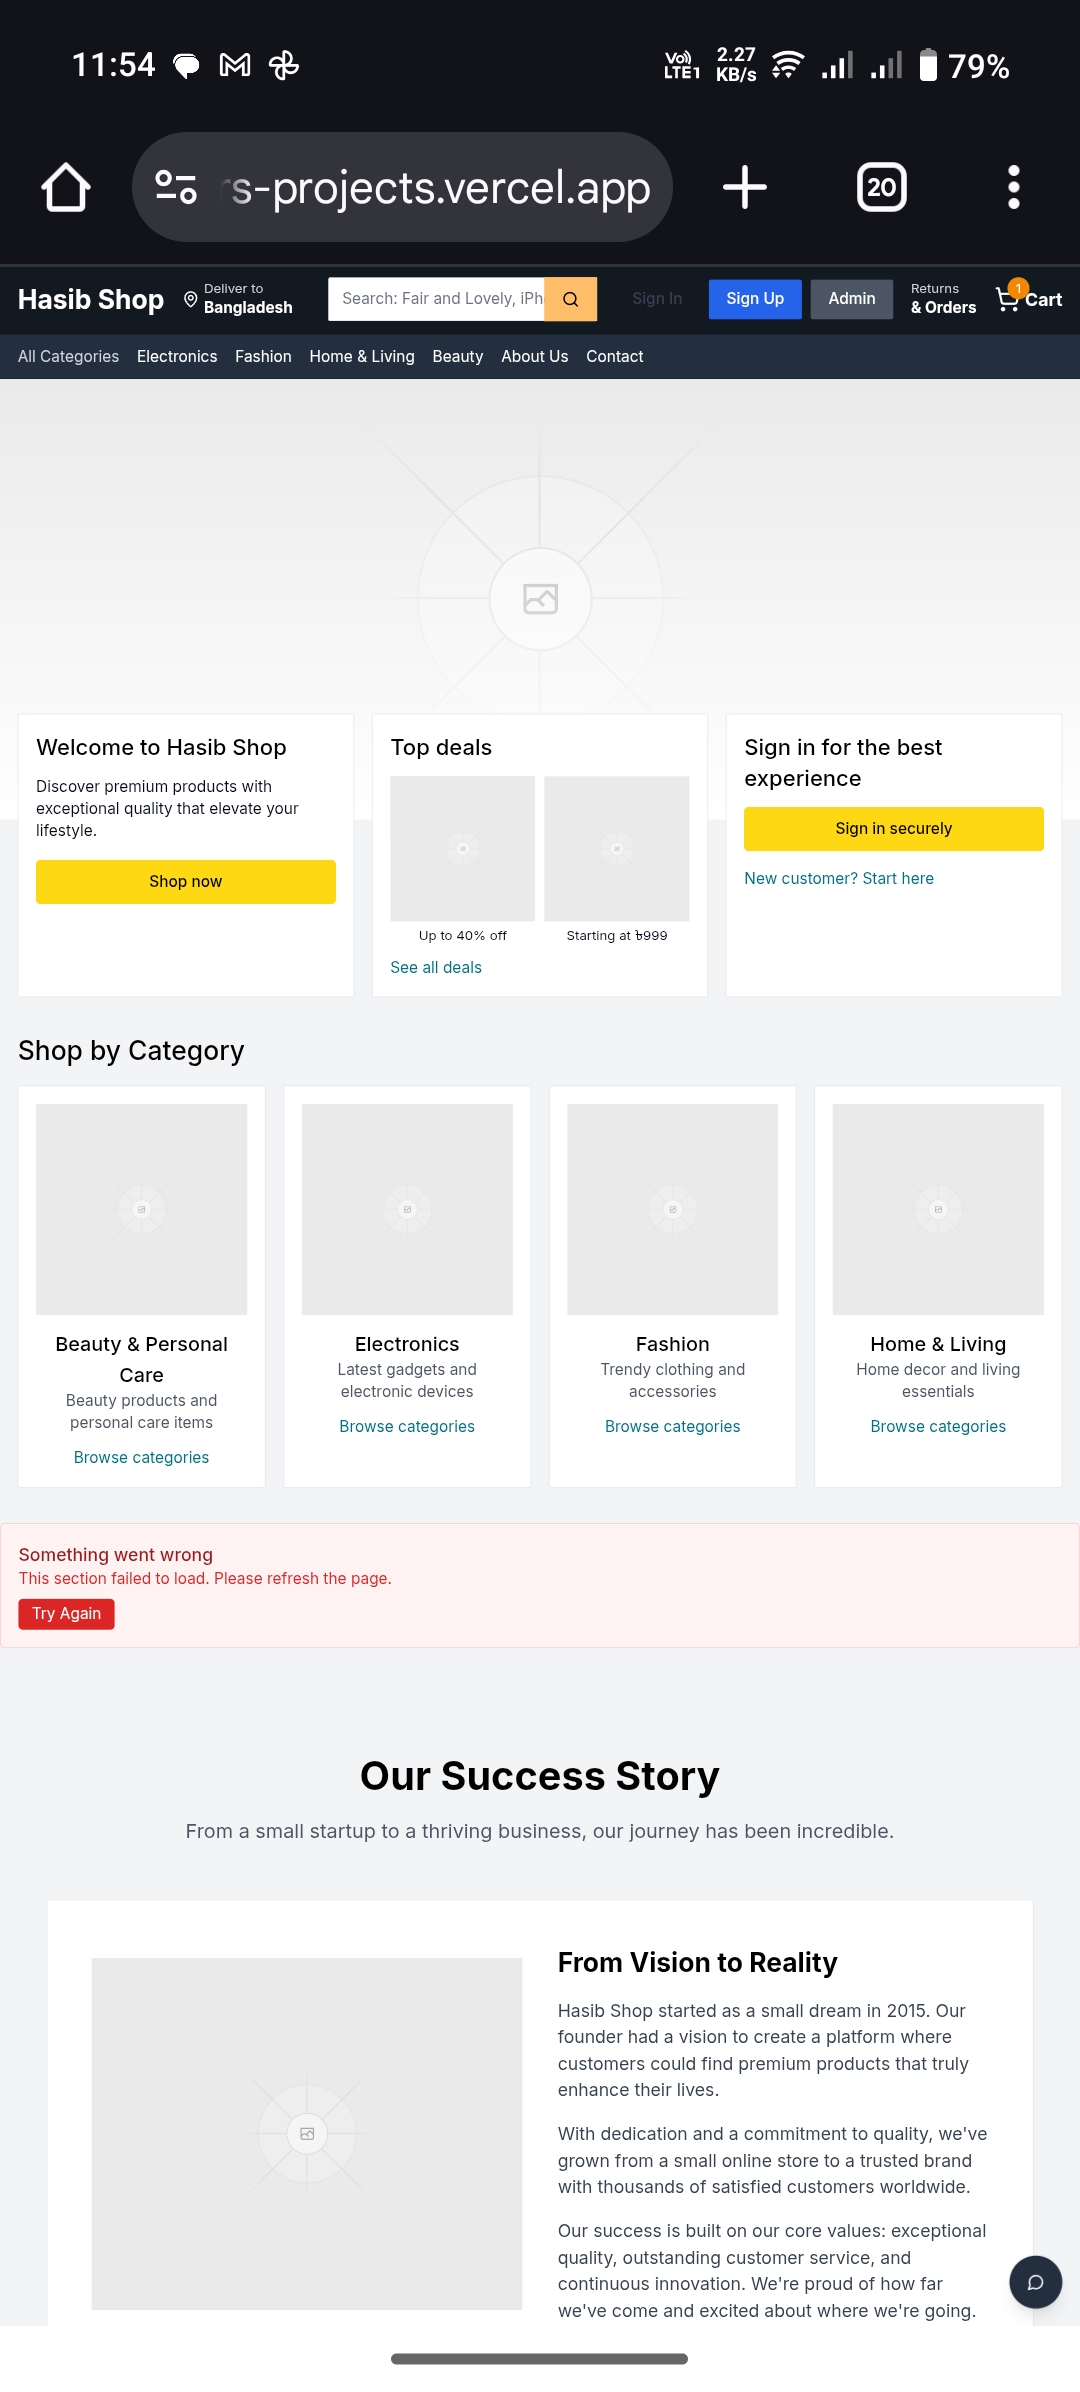 11:54
Vo) LTE1
2.27 KB/s
79%
rs-projects.vercel.app
20
Hasib Shop
Deliver to
Bangladesh
Search: Fair and Lovely, iPh
Sign In
Sign Up
Admin
Returns
& Orders
1
Cart
All Categories
Electronics
Fashion
Home & Living
Beauty
About Us
Contact
Welcome to Hasib Shop
Discover premium products with
exceptional quality that elevate your
lifestyle.
Shop now
Top deals
Up to 40% off
Starting at ৳999
See all deals
Sign in for the best
experience
Sign in securely
New customer? Start here
Shop by Category
Beauty & Personal
Care
Beauty products and
personal care items
Browse categories
Electronics
Latest gadgets and
electronic devices
Browse categories
Fashion
Trendy clothing and
accessories
Browse categories
Home & Living
Home decor and living
essentials
Browse categories
Something went wrong
This section failed to load. Please refresh the page.
Try Again
Our Success Story
From a small startup to a thriving business, our journey has been incredible.
From Vision to Reality
Hasib Shop started as a small dream in 2015. Our
founder had a vision to create a platform where
customers could find premium products that truly
enhance their lives.
With dedication and a commitment to quality, we've
grown from a small online store to a trusted brand
with thousands of satisfied customers worldwide.
Our success is built on our core values: exceptional
quality, outstanding customer service, and
continuous innovation. We're proud of how far
we've come and excited about where we're going.